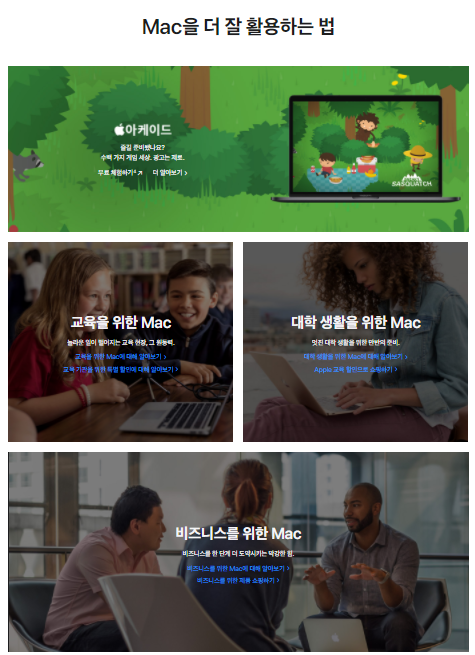 Mac을 더 잘 활용하는 법
아케이드
즐길 준비됐나요?
수백 가지 게임 세상. 광고는 제로.
무료 체험하기 ↗ 더 알아보기 >
SASQUATCH
교육을 위한 Mac
놀라운 일이 벌어지는 교육 현장, 그 원동력.
교육을 위한 Mac에 대해 알아보기 >
교육 기관을 위한 특별 할인에 대해 알아보기 >
대학 생활을 위한 Mac
멋진 대학 생활을 위한 만반의 준비.
대학 생활을 위한 Mac에 대해 알아보기 >
Apple 교육 할인으로 쇼핑하기 >
비즈니스를 위한 Mac
비즈니스를 한 단계 더 도약시키는 막강한 힘.
비즈니스를 위한 Mac에 대해 알아보기 >
비즈니스를 위한 제품 쇼핑하기 >